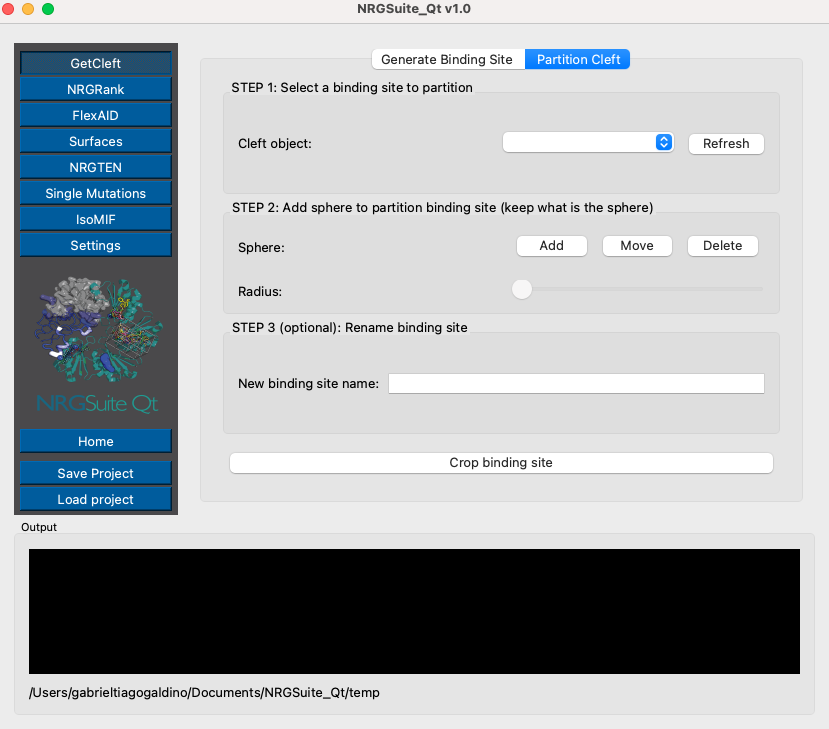 NRGSuite_Qt v1.0
GetCleft
NRGRank
FlexAID
Surfaces
NRGTEN
Single Mutations
IsoMIF
Settings
NRGSuite Qt
Home
Save Project
Load project
Generate Binding Site
Partition Cleft
STEP 1: Select a binding site to partition
Cleft object:
Refresh
STEP 2: Add sphere to partition binding site (keep what is the sphere)
Sphere:
Add
Move
Delete
Radius:
STEP 3 (optional): Rename binding site
New binding site name:
Crop binding site
Output
/Users/gabrieltiagogaldino/Documents/NRGSuite_Qt/temp